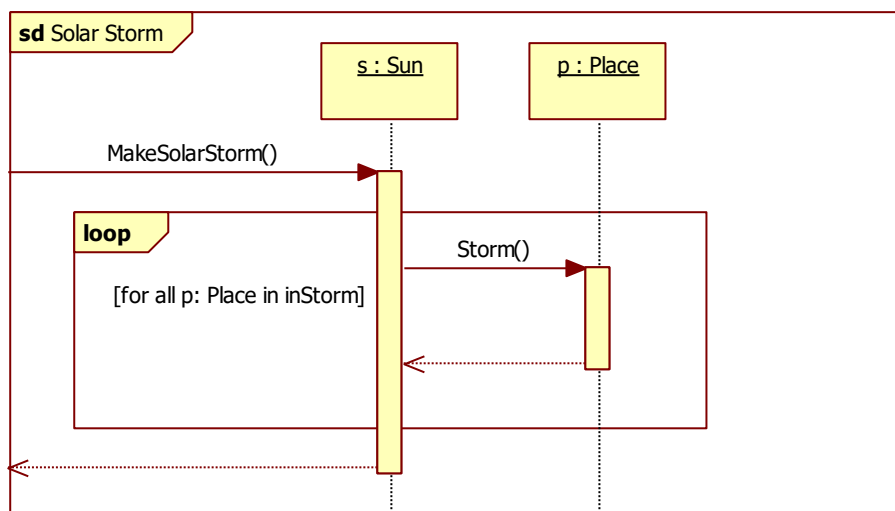 sd Solar Storm
s : Sun
p : Place
MakeSolarStorm()
loop
Storm()
[for all p: Place in inStorm]